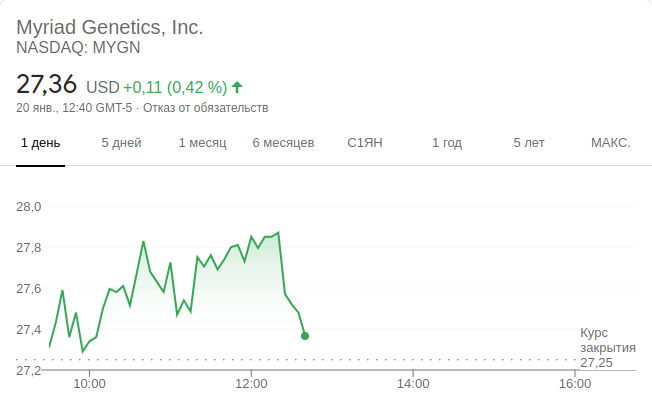 Myriad Genetics, Inc.
NASDAQ: MYGN
27,36 USD +0,11 (0,42 %)
20 янв., 12:40 GMT-5 · Отказ от обязательств
1 день 5 дней 1 месяц 6 месяцев С1ЯН 1 год 5 лет МАКС.
28,0
27,8
27,6
27,4
27,2
Курс
закрытия
27,25
10:00 12:00 14:00 16:00